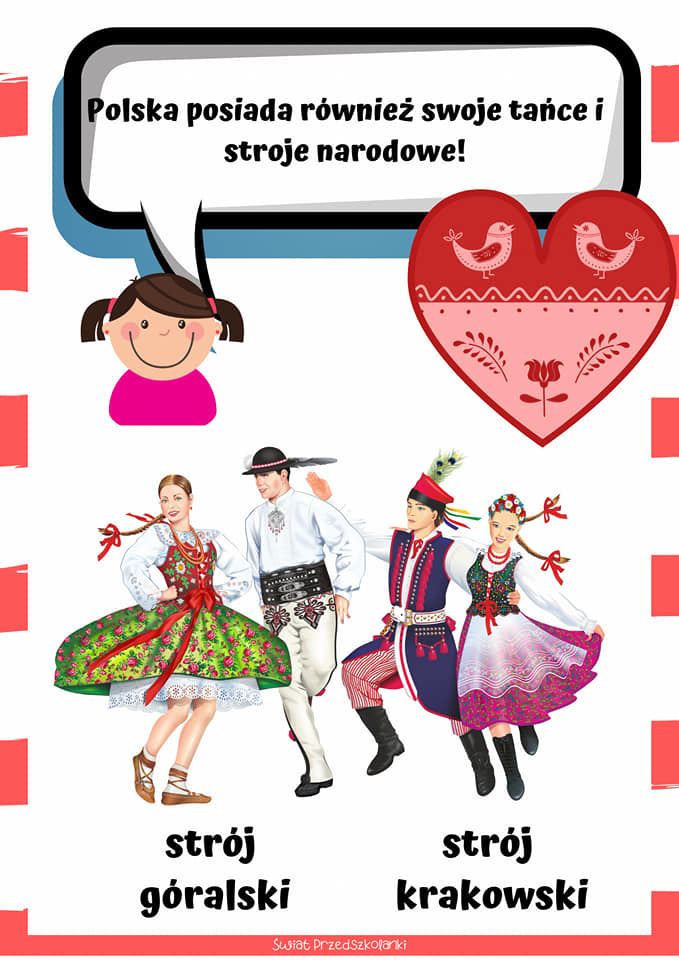 Polska posiada również swoje tańce i
stroje narodowe!
strój
góralski
strój
krakowski
Świat Przedszkolanki